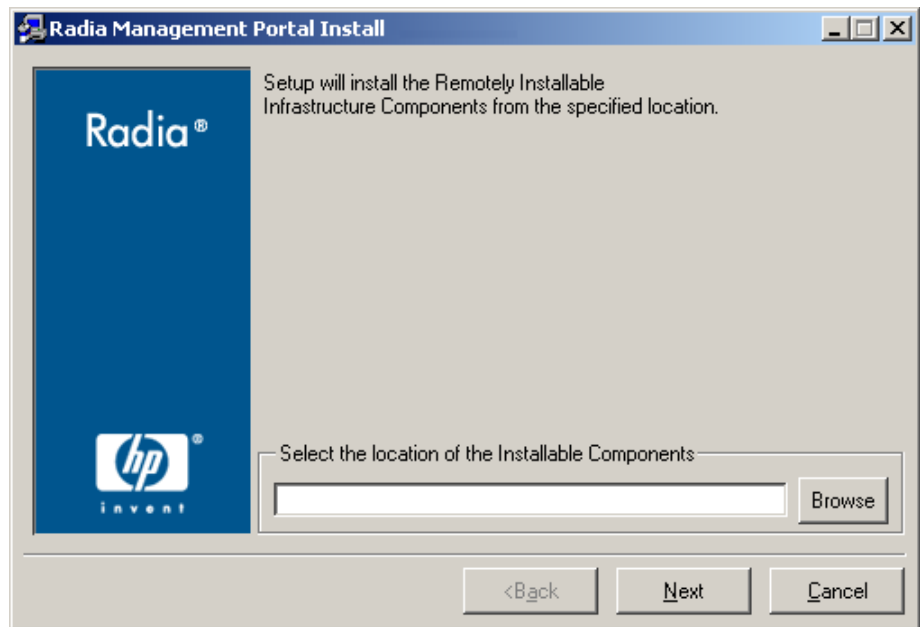 Radia Management Portal Install
Setup will install the Remotely Installable
Infrastructure Components from the specified location.
Radia ®
hp ®
invent
Select the location of the Installable Components
Browse
<Back
Next
Cancel